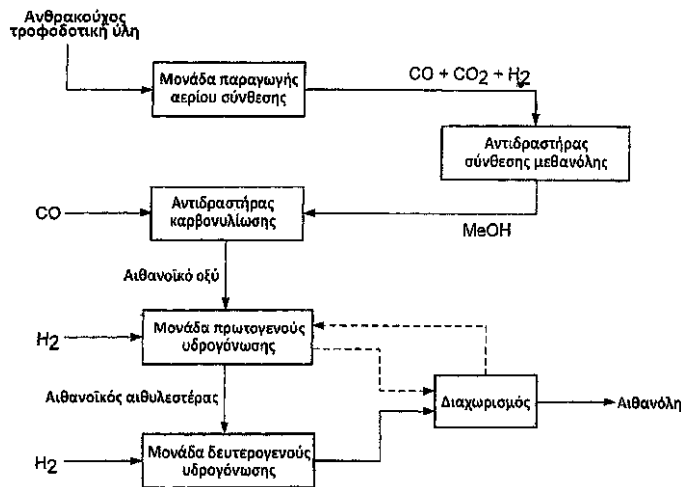 Ανθρακούχος
τροφοδοτική ύλη
Μονάδα παραγωγής
αερίου σύνθεσης
CO + CO2 + H2
Αντιδραστήρας
σύνθεσης μεθανόλης
CO
Αντιδραστήρας
καρβονυλίωσης
MeOH
Αιθανοϊκό οξύ
H2
Μονάδα πρωτογενούς
υδρογόνωσης
Αιθανοϊκός αιθυλεστέρας
Διαχωρισμός
Αιθανόλη
H2
Μονάδα δευτερογενούς
υδρογόνωσης